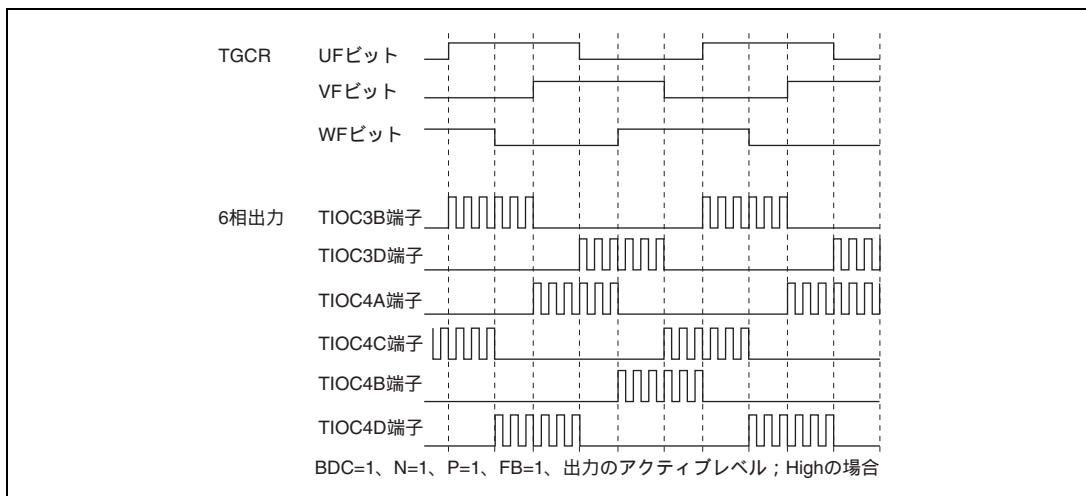 TGCR UFビット
VFビット
WFビット
6相出力 TIOC3B端子
TIOC3D端子
TIOC4A端子
TIOC4C端子
TIOC4B端子
TIOC4D端子
BDC=1、N=1、P=1、FB=1、出力のアクティブレベル;Highの場合